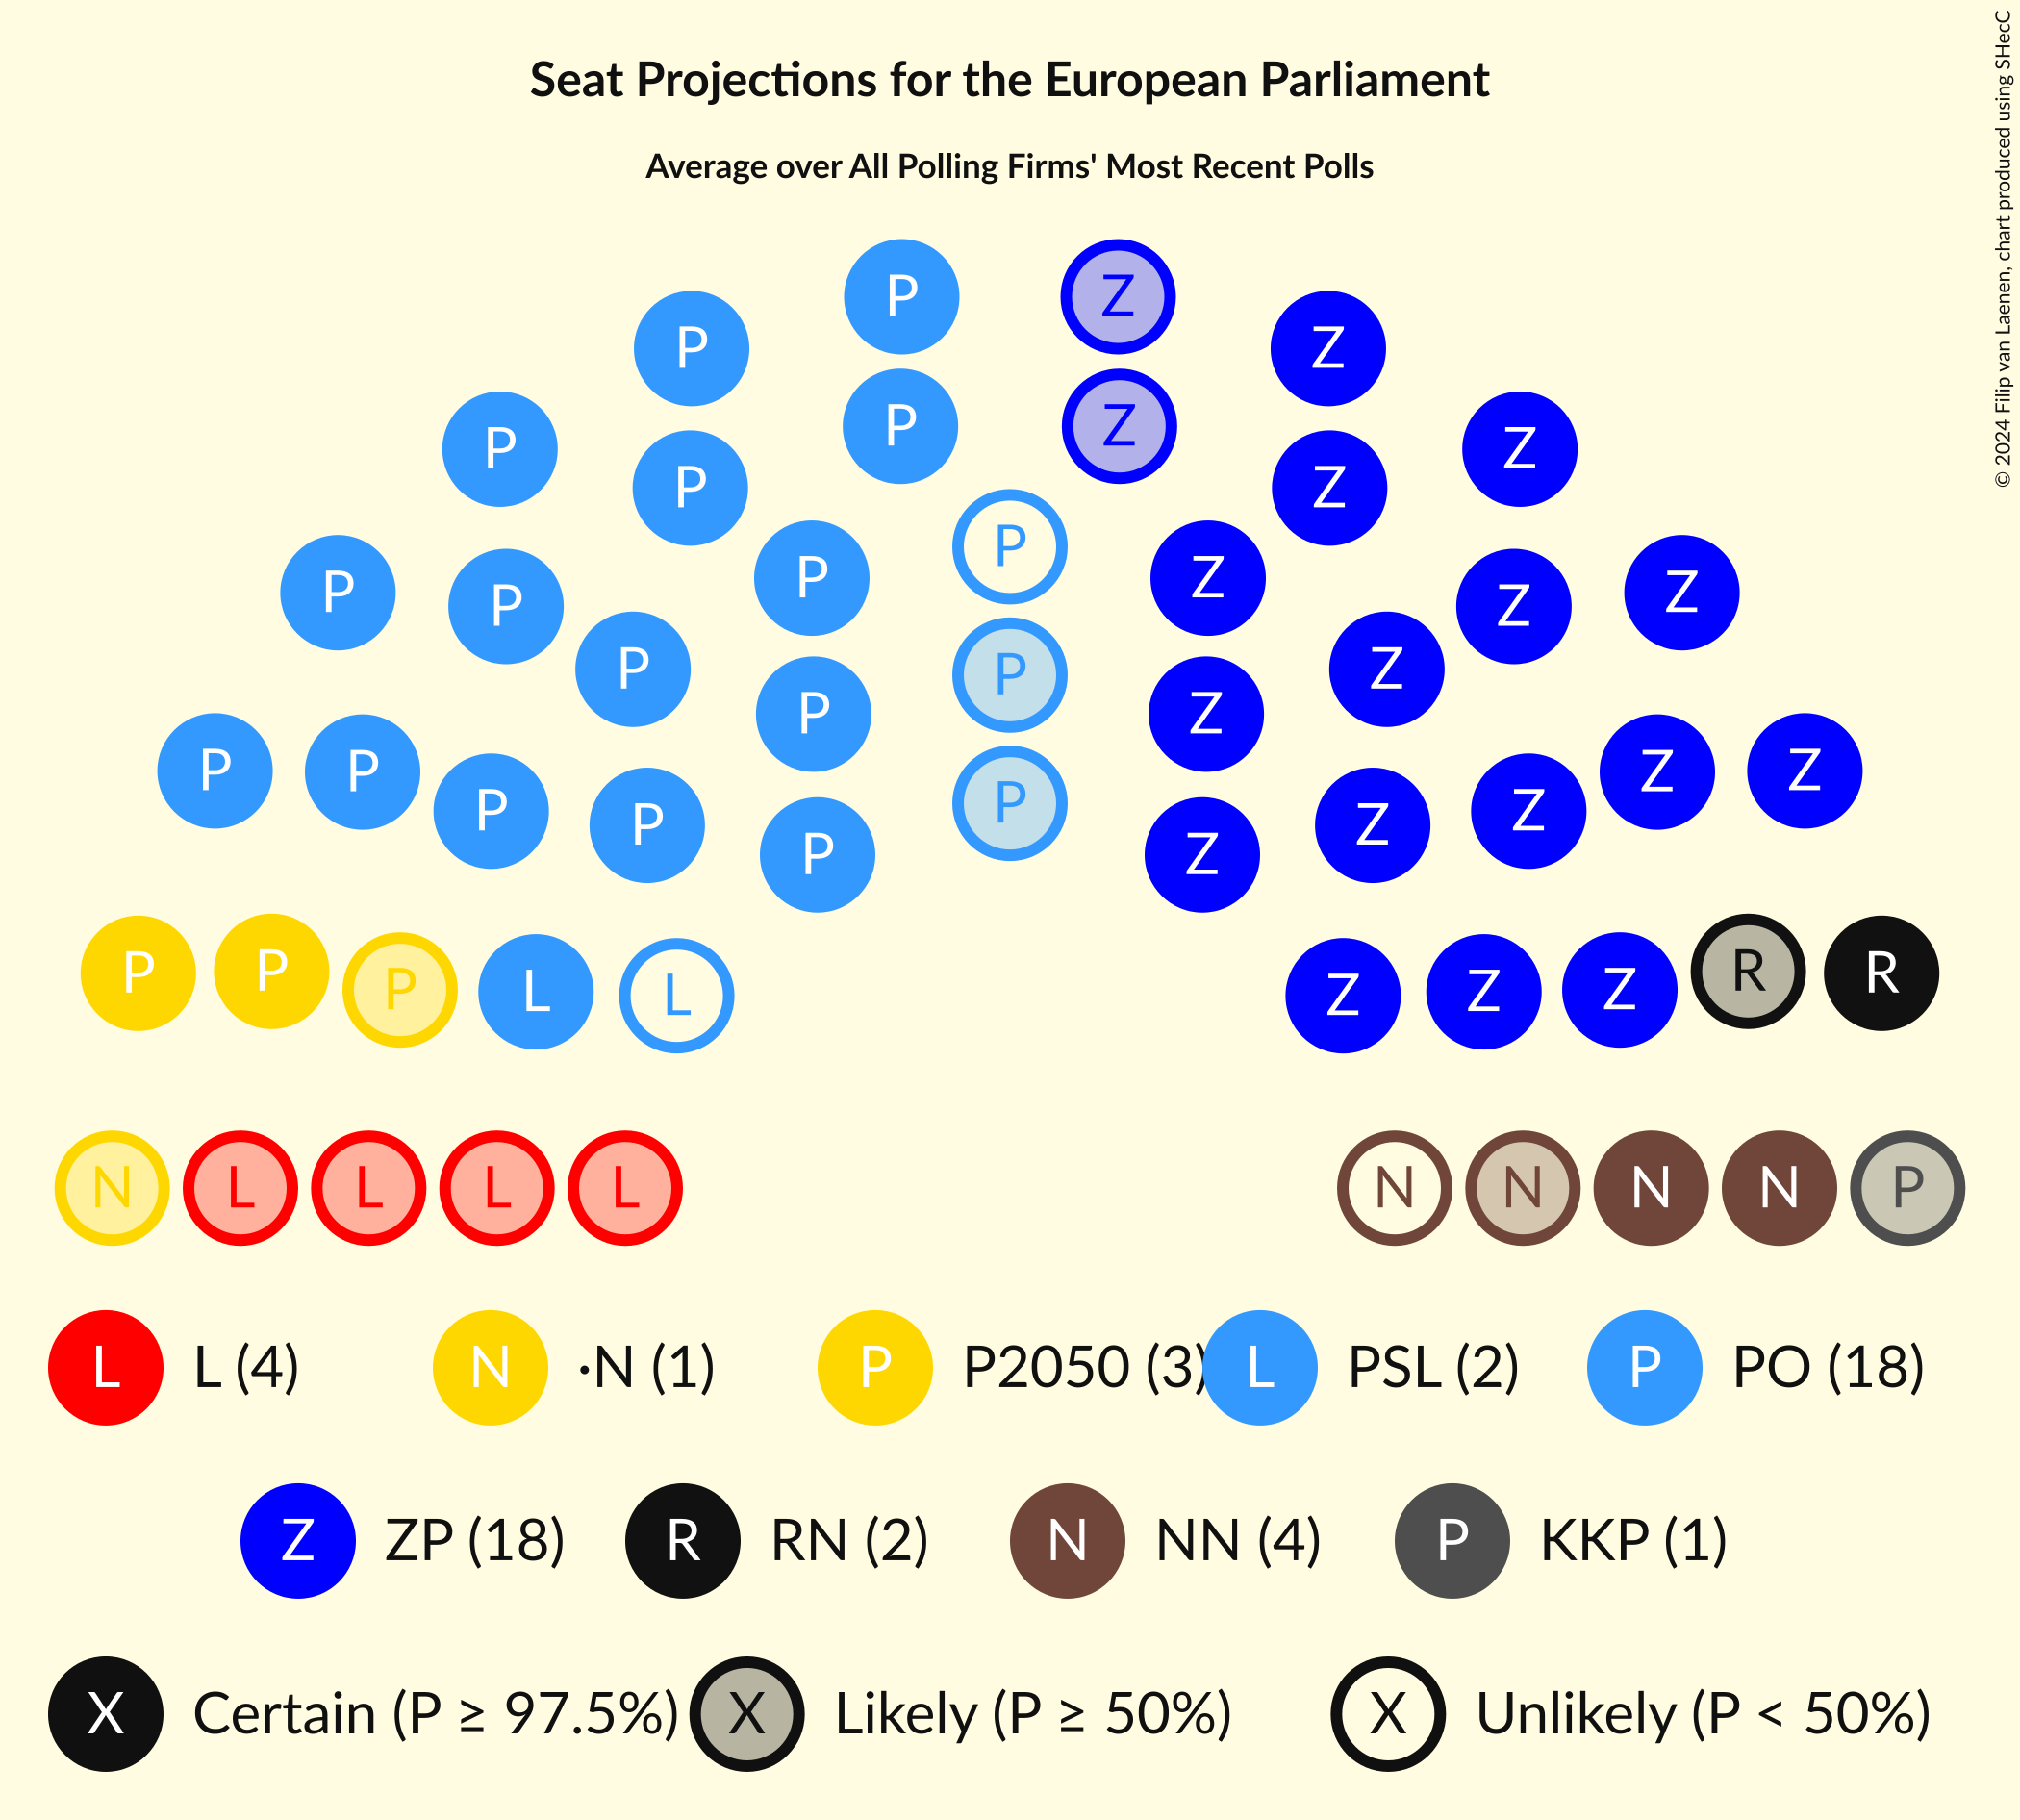 Seat Projections for the European Parliament
Average over All Polling Firms' Most Recent Polls
© 2024 Filip van Laenen, chart produced using SHecC
P Z
P Z
P Z
P Z
P Z
P Z
P
P Z
P Z
P P Z Z
P
P Z
P P Z Z
P P Z Z
P
P Z
P Z
P Z
P P P L L Z Z Z R R
N L L L L N N N N P
L L (4) N ·N (1) P P2050 (3) L PSL (2) P PO (18)
Z ZP (18) R RN (2) N NN (4) P KKP (1)
X Certain (P ≥ 97.5%) X Likely (P ≥ 50%) X Unlikely (P < 50%)